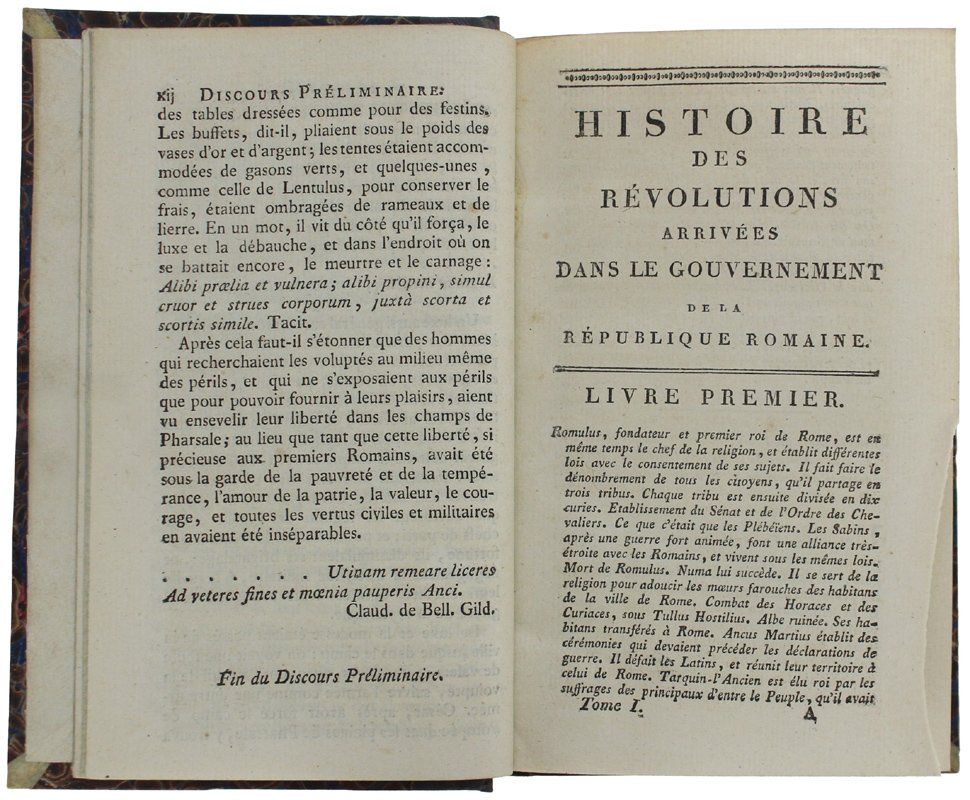 xij DISCOURS PRÉLIMINAIRE.
des tables dressées comme pour des festins.
Les buffets, dit-il, pliaient sous le poids des
vases d'or et d'argent; les tentes étaient accom-
modées de gasons verts, et quelques-unes,
comme celle de Lentulus, pour conserver le
frais, étaient ombragées de rameaux et de
lierre. En un mot, il vit du côté qu'il força, le
luxe et la débauche, et dans l'endroit où on
se battait encore, le meurtre et le carnage :
Alibi prœlia et vulnera; alibi propini, simul
cruor et strues corporum, juxtà scorta et
scortis simile. Tacit.
Après cela faut-il s'étonner que des hommes
qui recherchaient les voluptés au milieu même
des périls, et qui ne s'exposaient aux périls
que pour pouvoir fournir à leurs plaisirs, aient
vu ensevelir leur liberté dans les champs de
Pharsale; au lieu que tant que cette liberté, si
précieuse aux premiers Romains, avait été
sous la garde de la pauvreté et de la tempé-
rance, l'amour de la patrie, la valeur, le cou-
rage, et toutes les vertus civiles et militaires
en avaient été inséparables.
. . . . . . . Utinam remeare liceres
Ad veteres fines et mœnia pauperis Anci.
Claud. de Bell. Gild.
Fin du Discours Préliminaire.
HISTOIRE
DES
RÉVOLUTIONS
ARRIVÉES
DANS LE GOUVERNEMENT
DE LA
RÉPUBLIQUE ROMAINE.
LIVRE PREMIER.
Romulus, fondateur et premier roi de Rome, est en
même temps le chef de la religion, et établit différentes
lois avec le consentement de ses sujets. Il fait faire le
dénombrement de tous les citoyens, qu'il partage en
trois tribus. Chaque tribu est ensuite divisée en dix
curies. Etablissement du Sénat et de l'Ordre des Che-
valiers. Ce que c'était que les Plébéïens. Les Sabins,
après une guerre fort animée, font une alliance très-
étroite avec les Romains, et vivent sous les mêmes lois.
Mort de Romulus. Numa lui succède. Il se sert de la
religion pour adoucir les mœurs farouches des habitans
de la ville de Rome. Combat des Horaces et des
Curiaces, sous Tullus Hostilius. Albe ruinée. Ses ha-
bitans transférés à Rome. Ancus Martius établit des
cérémonies qui devaient précéder les déclarations de
guerre. Il défait les Latins, et réunit leur territoire à
celui de Rome. Tarquin-l'Ancien est élu roi par les
suffrages des principaux d'entre le Peuple, qu'il avait
Tome I. A